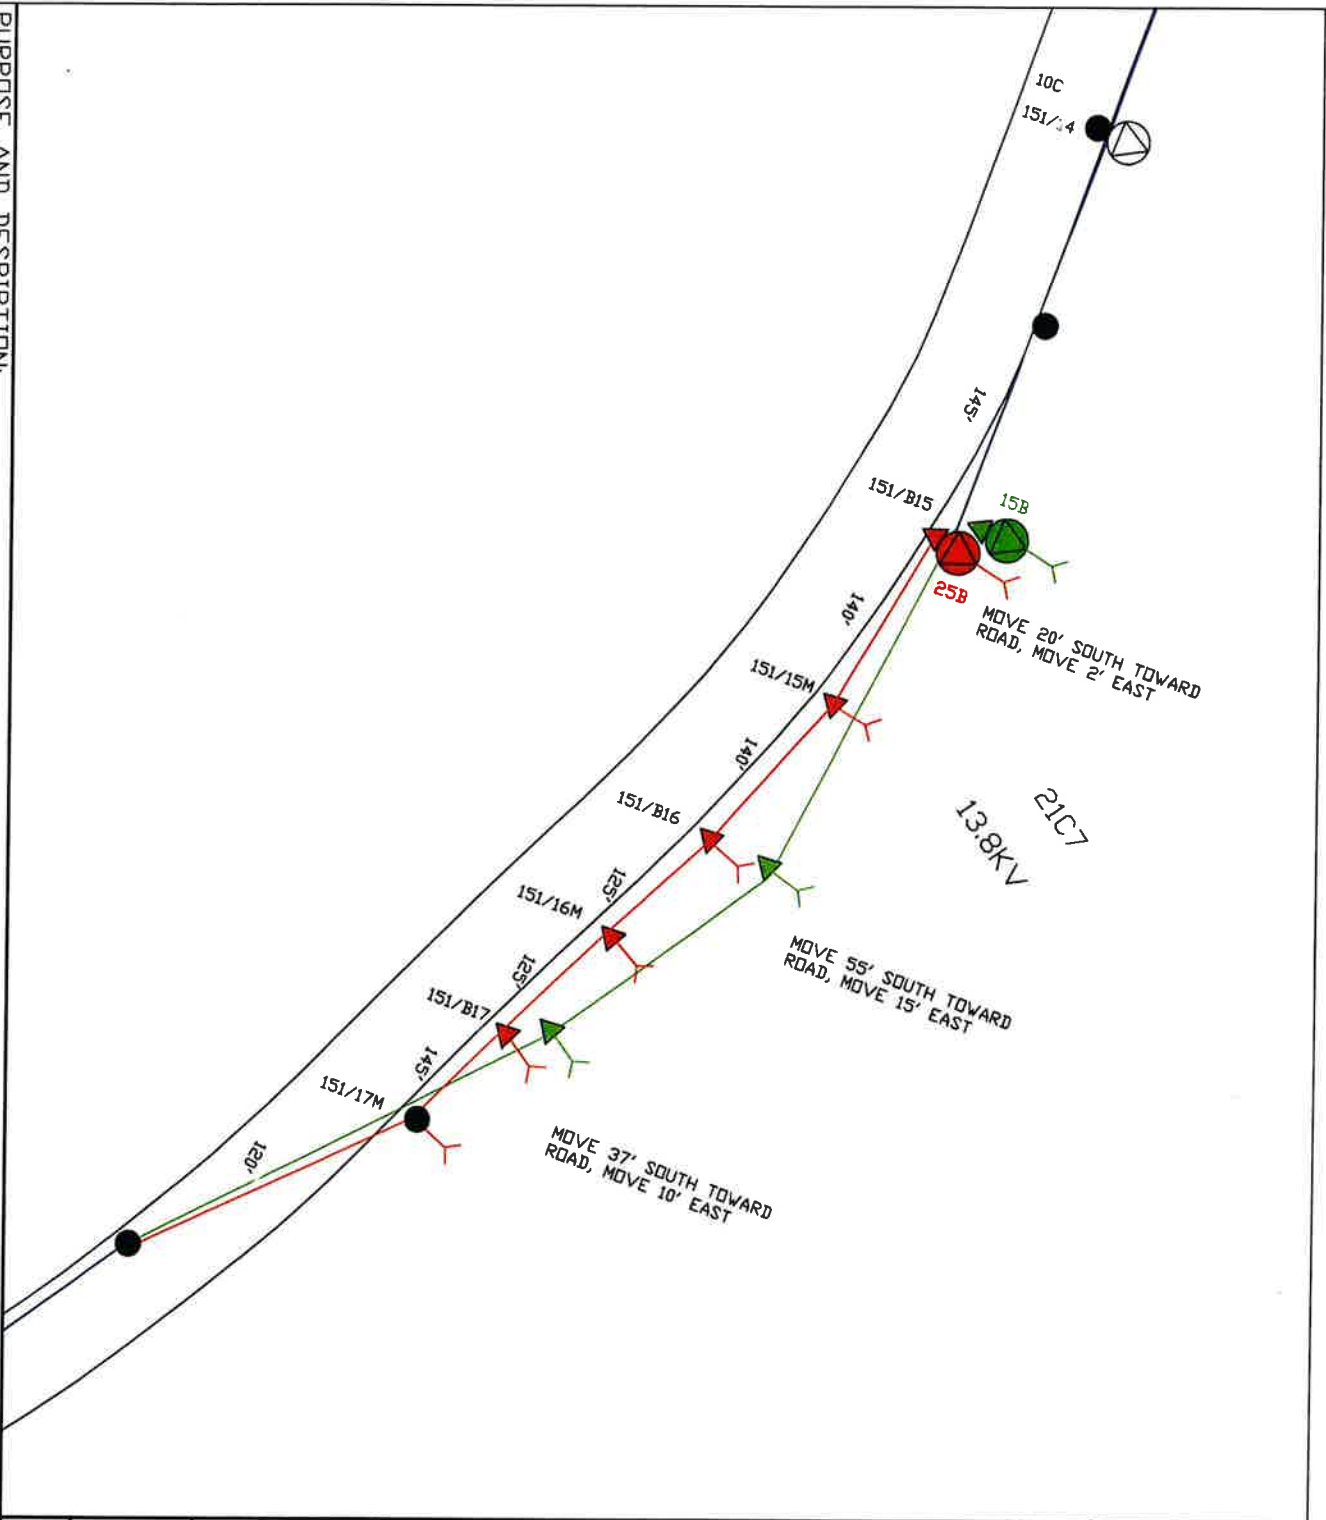 10C
151/14
145'
151/B15
15B
25B
MOVE 20' SOUTH TOWARD
ROAD, MOVE 2' EAST
140'
151/15M
140'
21C7
13.8KV
151/B16
125'
151/16M
MOVE 55' SOUTH TOWARD
ROAD, MOVE 15' EAST
125'
151/B17
145'
151/17M
120'
MOVE 37' SOUTH TOWARD
ROAD, MOVE 10' EAST
PURPOSE AND DESRIPTION: